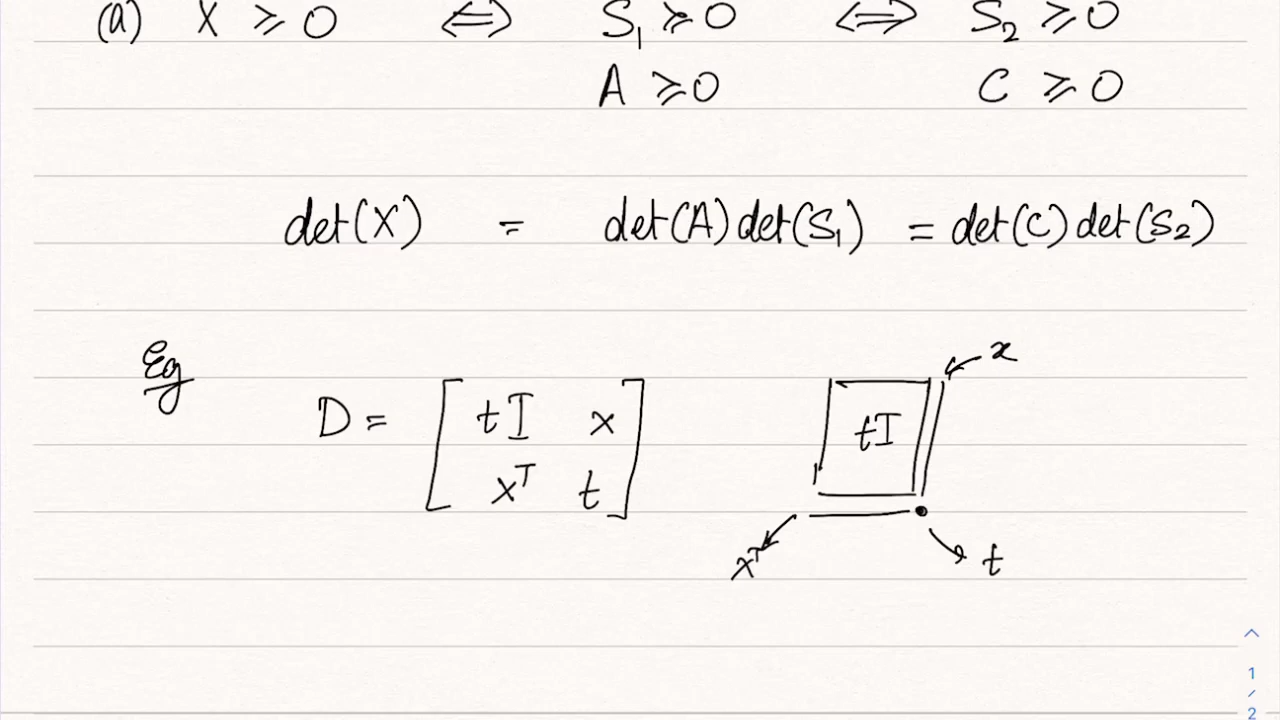 (a) X ≽ 0 ⟺ S₁ ≽ 0 ⟺ S₂ ≽ 0
A ≽ 0 C ≽ 0
det(X) = det(A) det(S₁) = det(C) det(S₂)
Eg
D = [ tI x
xᵀ t ]
x
tI
xᵀ
t
1
/
2